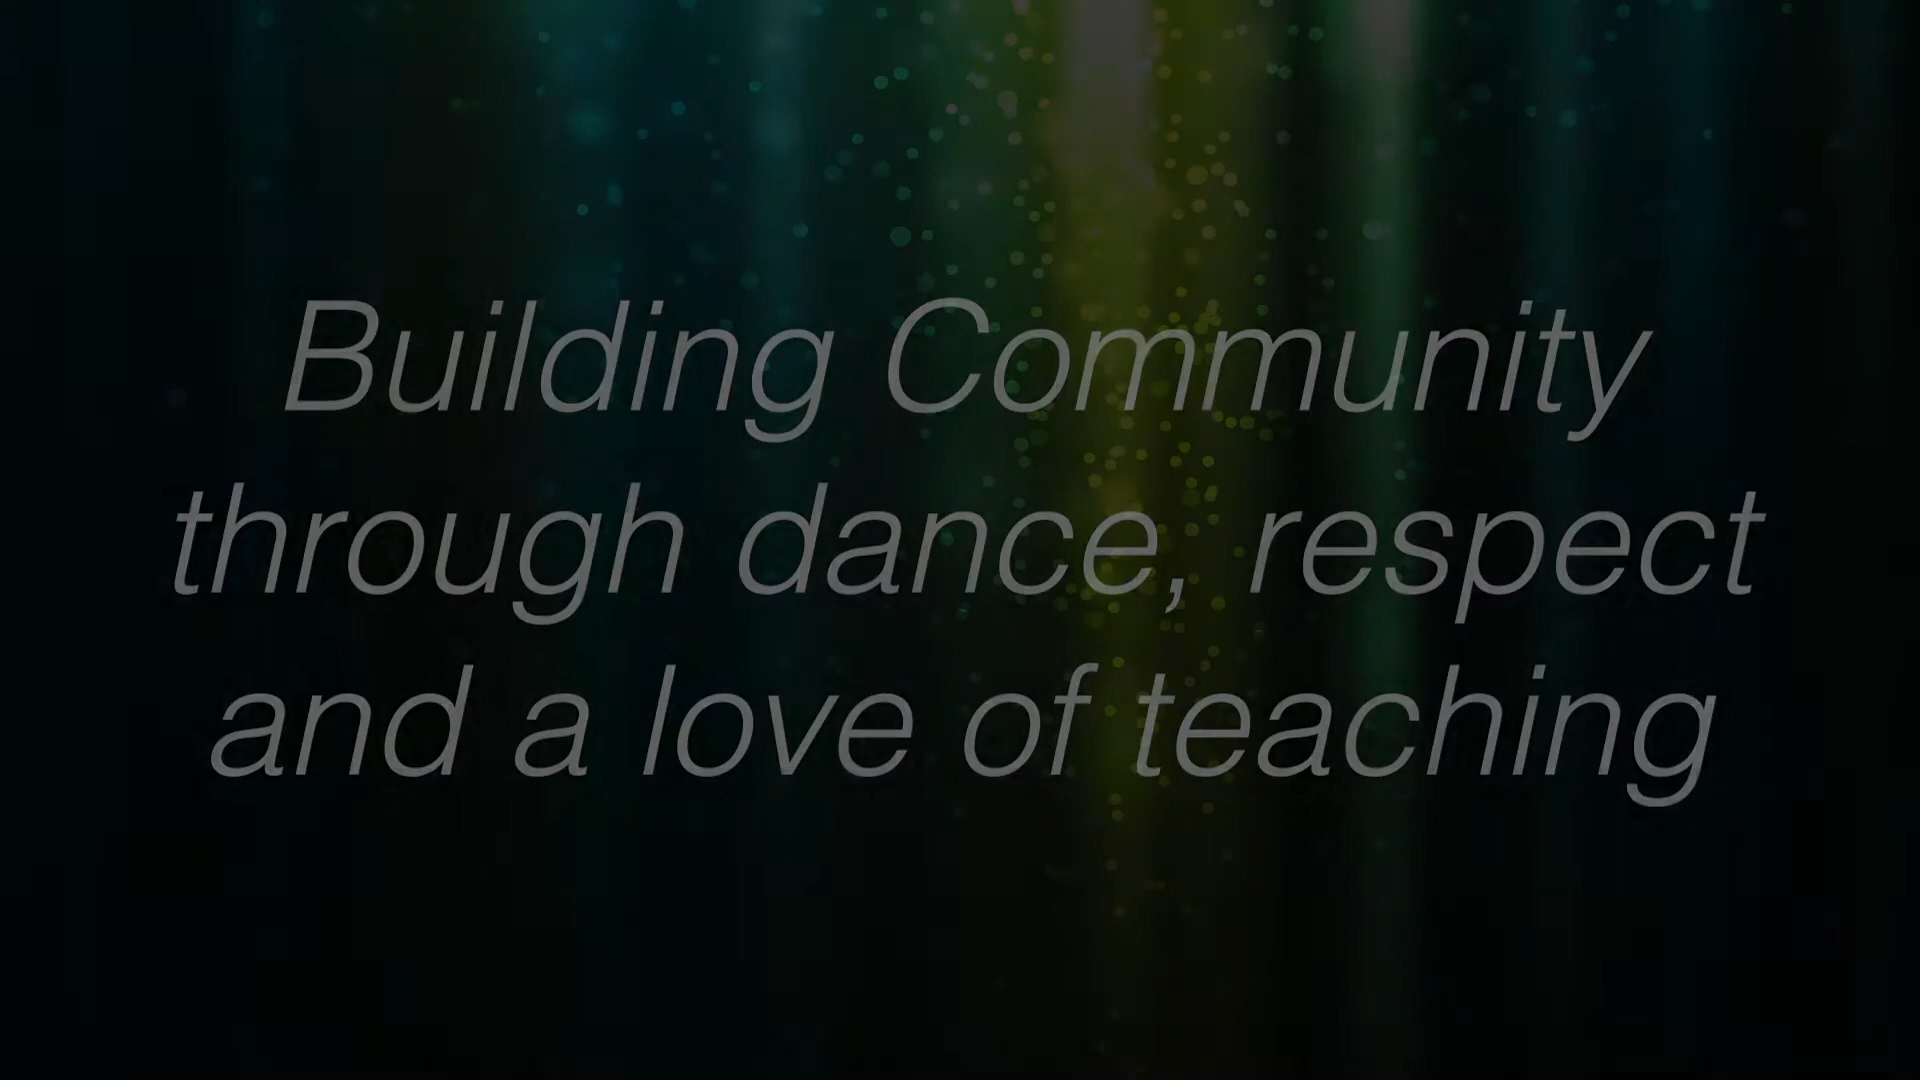 Building Community
through dance, respect
and a love of teaching